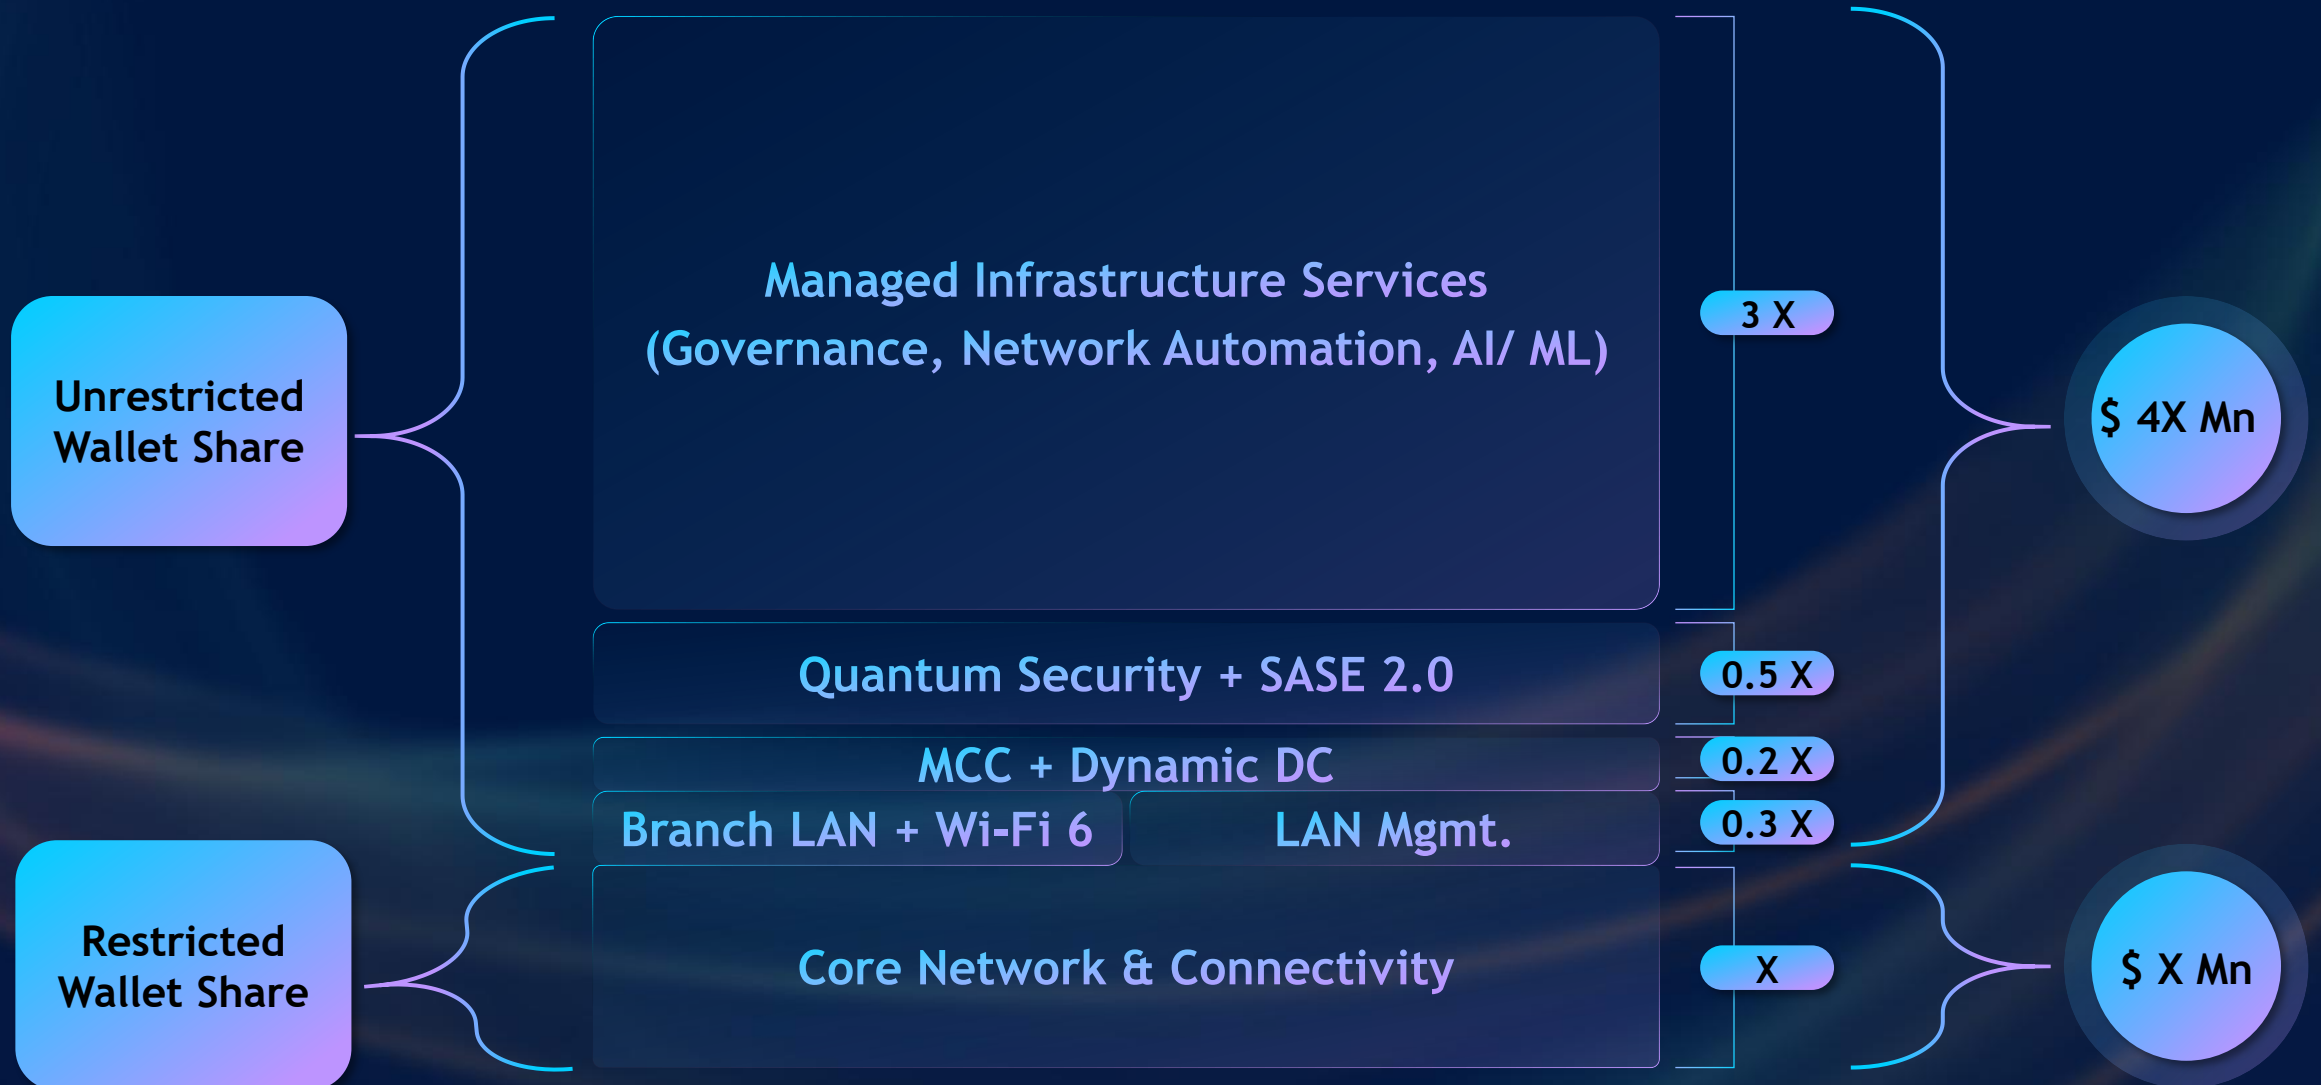 Unrestricted
Wallet Share
Managed Infrastructure Services
(Governance, Network Automation, AI/ ML)
3 X
$ 4X Mn
Quantum Security + SASE 2.0
0.5 X
MCC + Dynamic DC
0.2 X
Branch LAN + Wi-Fi 6
LAN Mgmt.
0.3 X
Restricted
Wallet Share
Core Network & Connectivity
X
$ X Mn